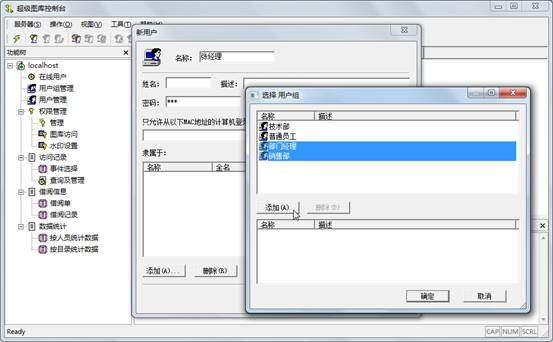 超级图库控制台
服务器(S) 操作(O) 视图(V) 工具(T)
功能树
localhost
在线用户
用户组管理
用户管理
权限管理
管理
图库访问
水印设置
访问记录
事件选择
查询及管理
借阅信息
借阅单
借阅记录
数据统计
按人员统计数据
按目录统计数据
新用户
名称: 张经理
姓名: 描述:
密码: ***
只允许从以下MAC地址的计算机登录
隶属于:
名称 全名
添加(A)... 删除(R)
选择 用户组
名称 描述
技术部
普通员工
部门经理
销售部
添加(A) 删除(D)
名称 描述
确定 取消
Ready CAP NUM SCRL